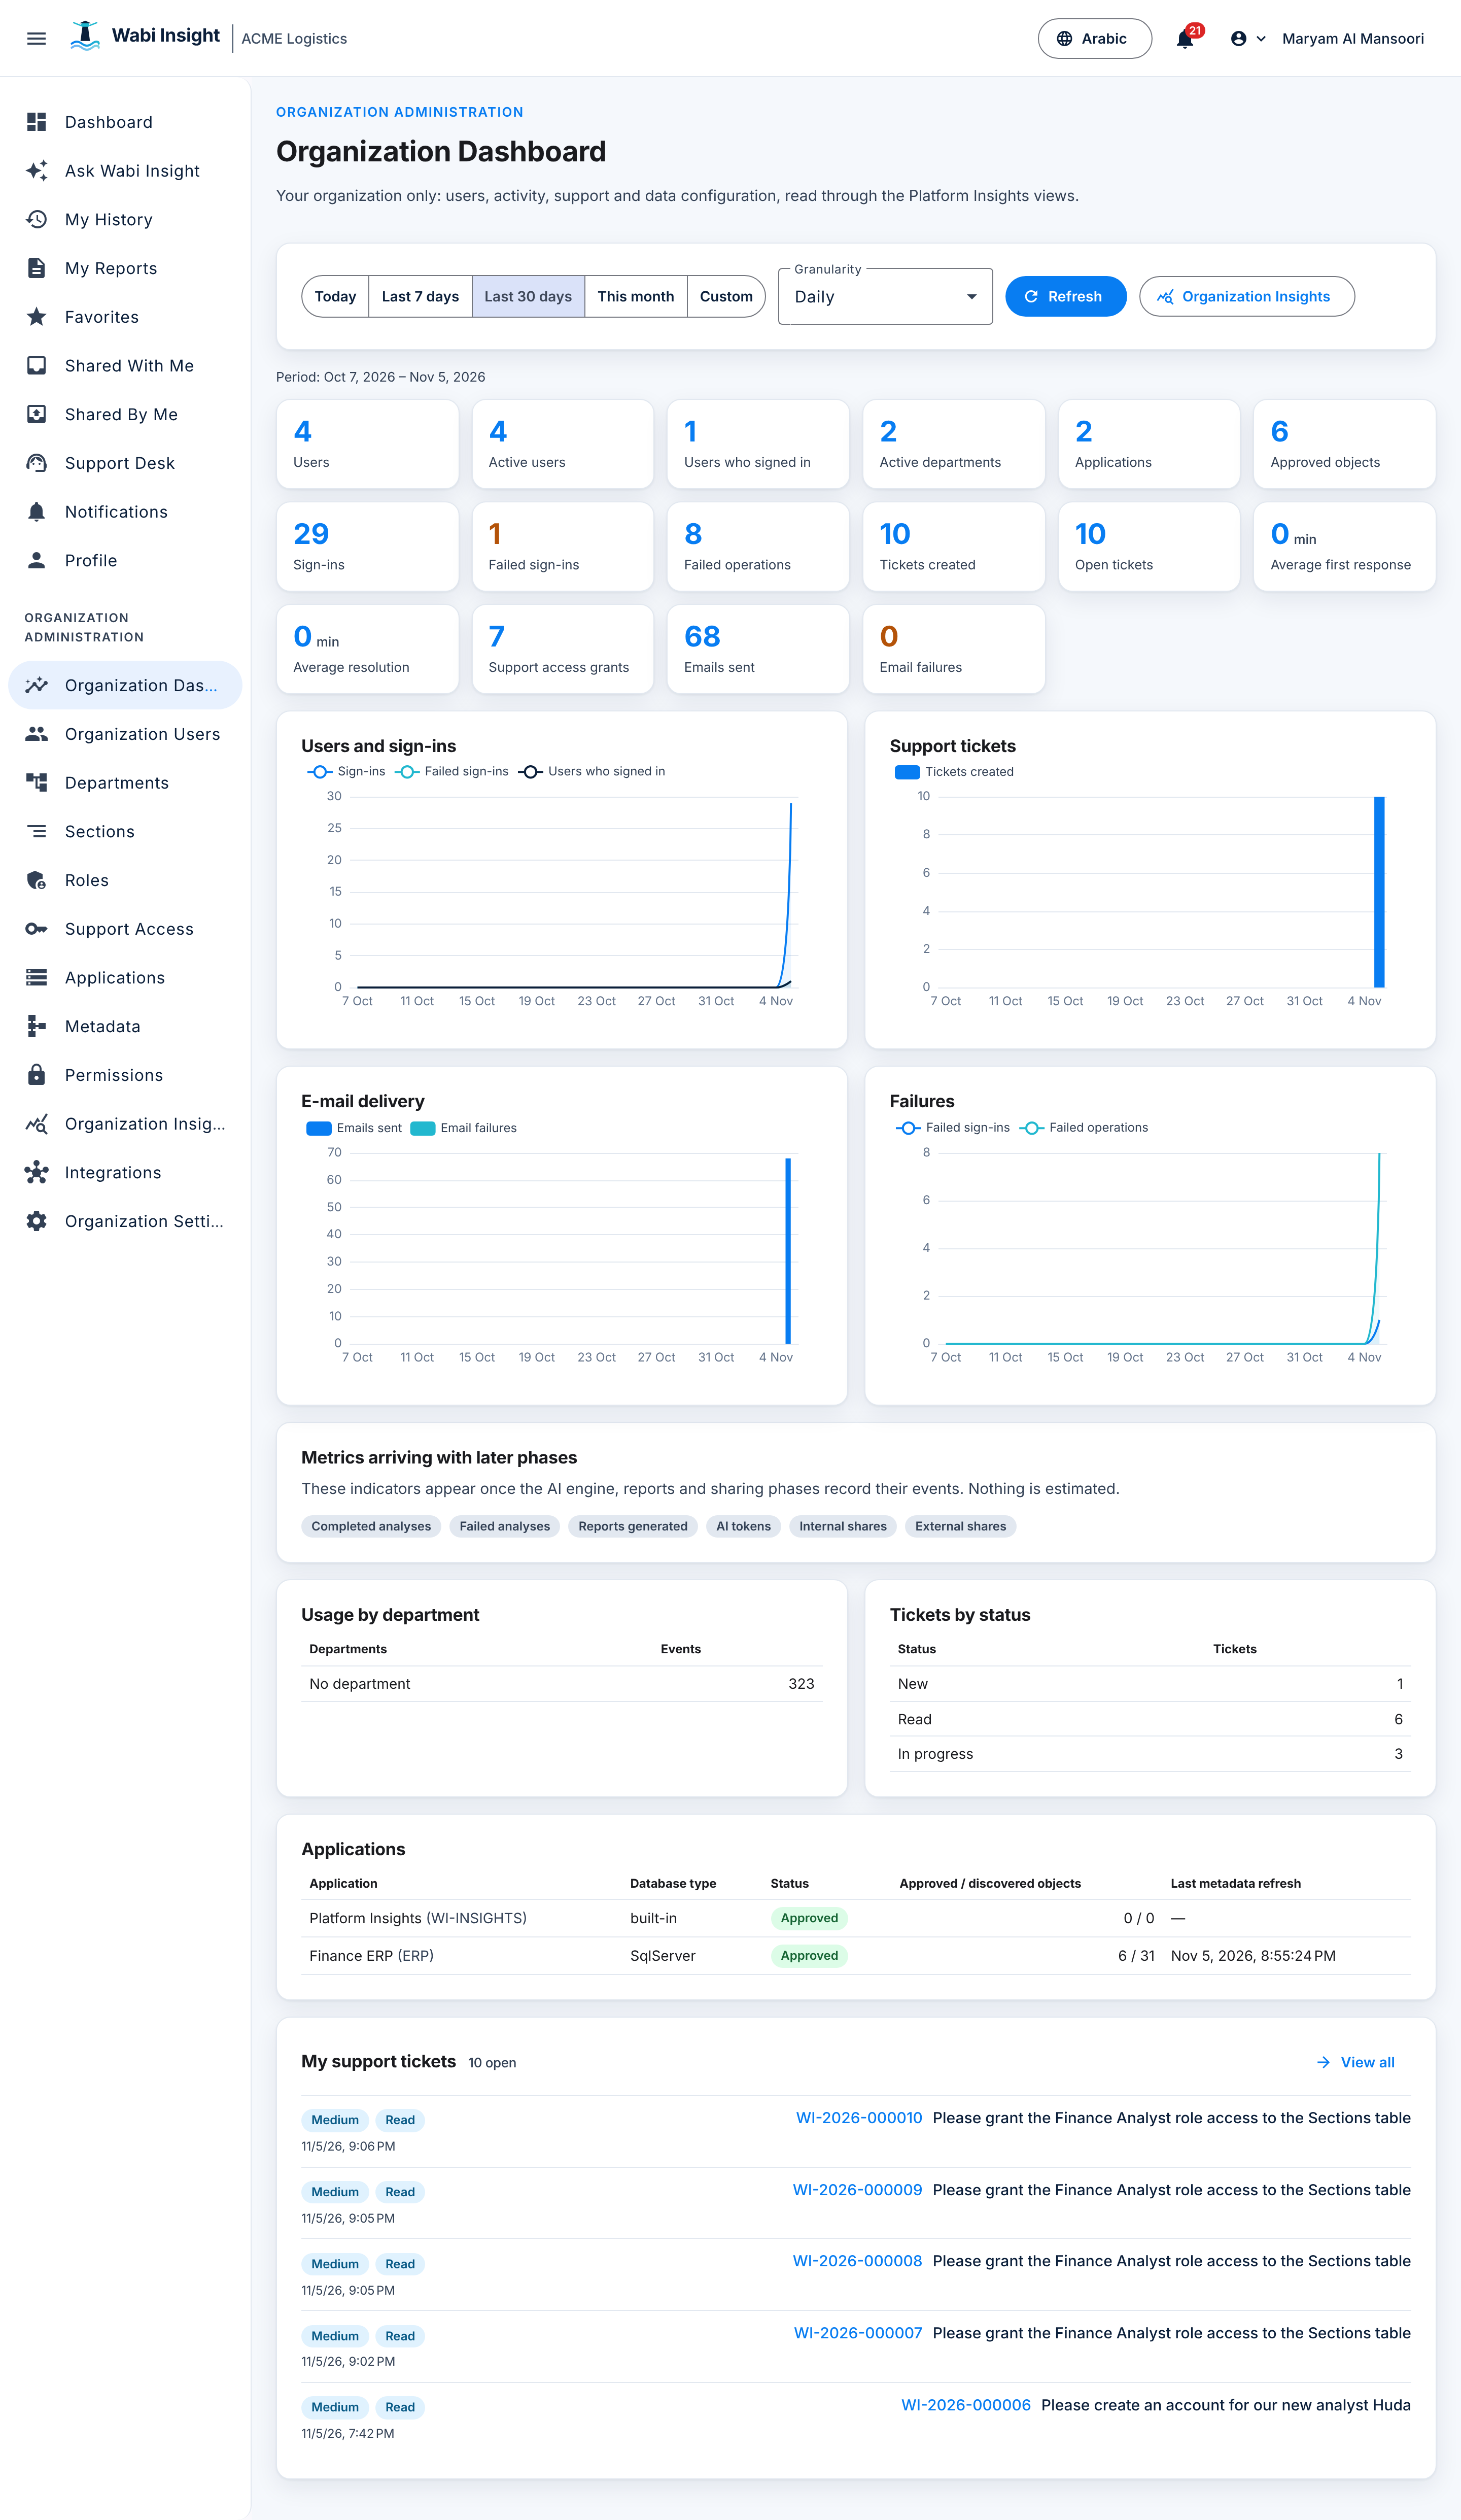 Wabi Insight
ACME Logistics
Arabic
21
Maryam Al Mansoori
Dashboard
Ask Wabi Insight
My History
My Reports
Favorites
Shared With Me
Shared By Me
Support Desk
Notifications
Profile
ORGANIZATION
ADMINISTRATION
Organization Das...
Organization Users
Departments
Sections
Roles
Support Access
Applications
Metadata
Permissions
Organization Insig...
Integrations
Organization Setti...
ORGANIZATION ADMINISTRATION
Organization Dashboard
Your organization only: users, activity, support and data configuration, read through the Platform Insights views.
Today Last 7 days Last 30 days This month Custom
Granularity
Daily
Refresh
Organization Insights
Period: Oct 7, 2026 – Nov 5, 2026
4
Users
4
Active users
1
Users who signed in
2
Active departments
2
Applications
6
Approved objects
29
Sign-ins
1
Failed sign-ins
8
Failed operations
10
Tickets created
10
Open tickets
0 min
Average first response
0 min
Average resolution
7
Support access grants
68
Emails sent
0
Email failures
Users and sign-ins
Sign-ins Failed sign-ins Users who signed in
30
25
20
15
10
5
0
7 Oct 11 Oct 15 Oct 19 Oct 23 Oct 27 Oct 31 Oct 4 Nov
Support tickets
Tickets created
10
8
6
4
2
0
7 Oct 11 Oct 15 Oct 19 Oct 23 Oct 27 Oct 31 Oct 4 Nov
E-mail delivery
Emails sent Email failures
70
60
50
40
30
20
10
0
7 Oct 11 Oct 15 Oct 19 Oct 23 Oct 27 Oct 31 Oct 4 Nov
Failures
Failed sign-ins Failed operations
8
6
4
2
0
7 Oct 11 Oct 15 Oct 19 Oct 23 Oct 27 Oct 31 Oct 4 Nov
Metrics arriving with later phases
These indicators appear once the AI engine, reports and sharing phases record their events. Nothing is estimated.
Completed analyses Failed analyses Reports generated AI tokens Internal shares External shares
Usage by department
Departments Events
No department 323
Tickets by status
Status Tickets
New 1
Read 6
In progress 3
Applications
Application Database type Status Approved / discovered objects Last metadata refresh
Platform Insights (WI-INSIGHTS) built-in Approved 0 / 0 —
Finance ERP (ERP) SqlServer Approved 6 / 31 Nov 5, 2026, 8:55:24 PM
My support tickets 10 open
View all
Medium Read
WI-2026-000010 Please grant the Finance Analyst role access to the Sections table
11/5/26, 9:06 PM
Medium Read
WI-2026-000009 Please grant the Finance Analyst role access to the Sections table
11/5/26, 9:05 PM
Medium Read
WI-2026-000008 Please grant the Finance Analyst role access to the Sections table
11/5/26, 9:05 PM
Medium Read
WI-2026-000007 Please grant the Finance Analyst role access to the Sections table
11/5/26, 9:02 PM
Medium Read
WI-2026-000006 Please create an account for our new analyst Huda
11/5/26, 7:42 PM